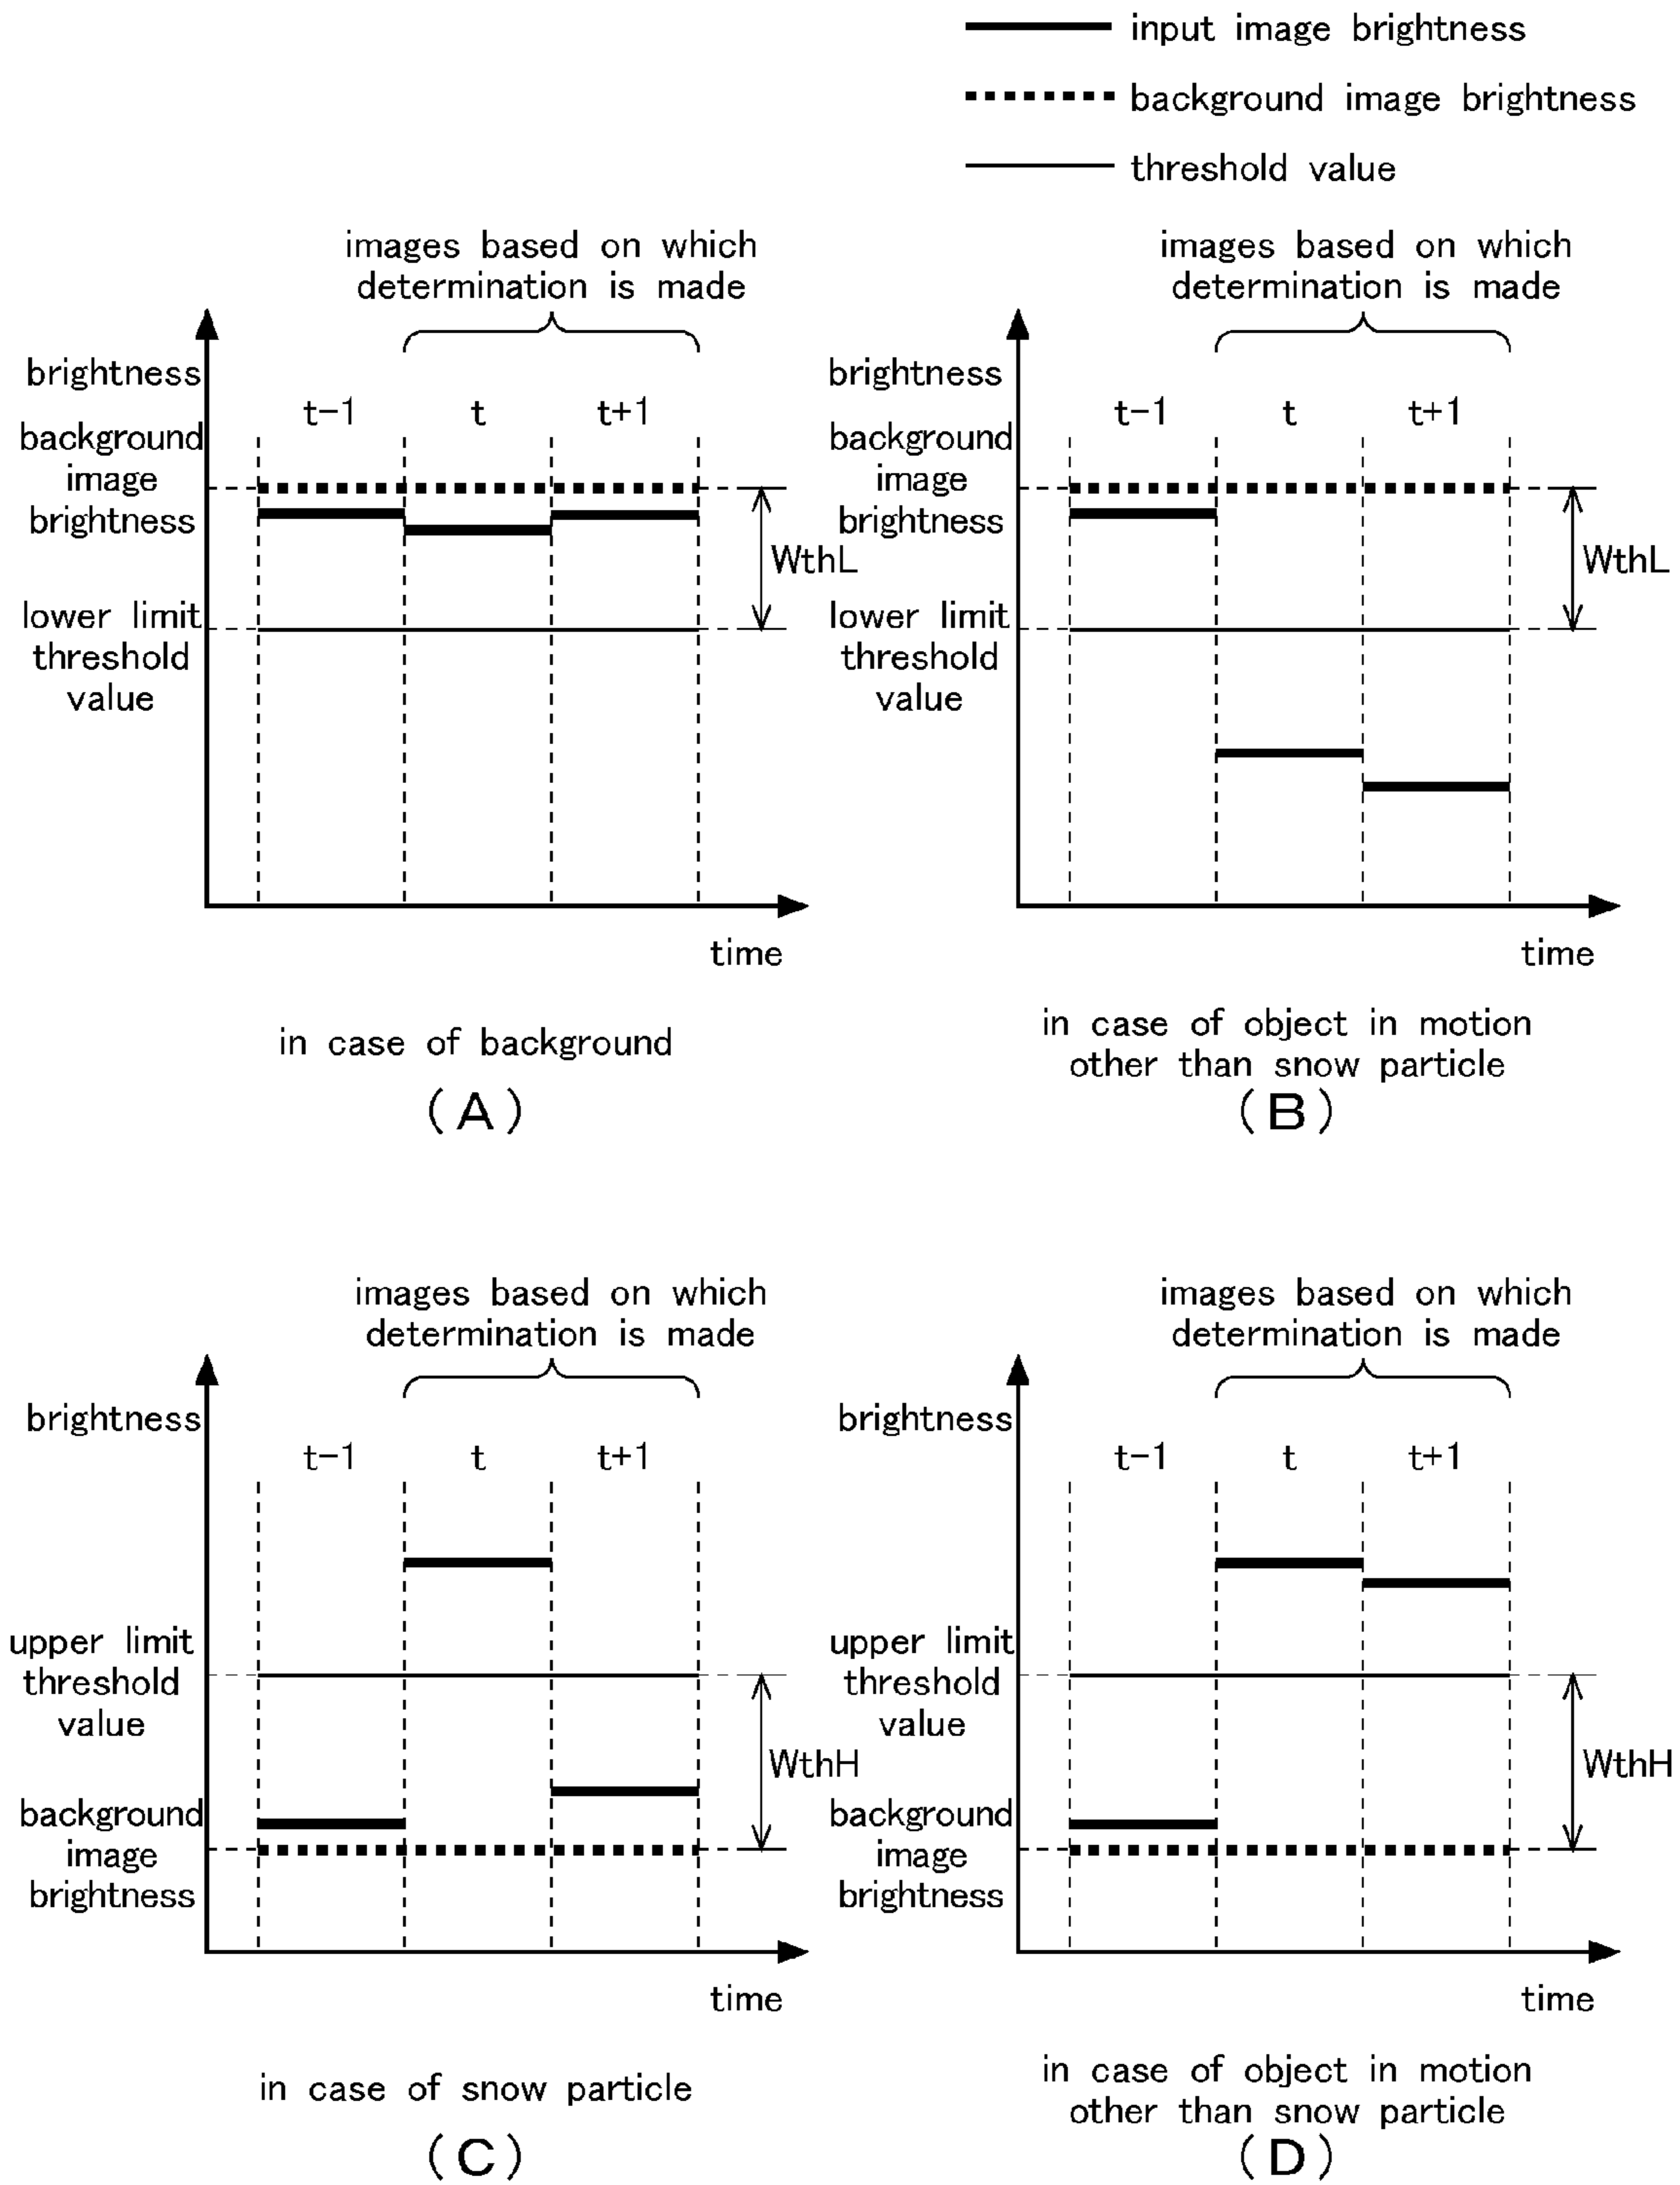 input image brightness
background image brightness
threshold value
images based on which
determination is made
brightness
t-1 t t+1
background
image
brightness
WthL
lower limit
threshold
value
time
in case of background
(A)
images based on which
determination is made
brightness
t-1 t t+1
background
image
brightness
WthL
lower limit
threshold
value
time
in case of object in motion
other than snow particle
(B)
images based on which
determination is made
brightness
t-1 t t+1
upper limit
threshold
value
WthH
background
image
brightness
time
in case of snow particle
(C)
images based on which
determination is made
brightness
t-1 t t+1
upper limit
threshold
value
WthH
background
image
brightness
time
in case of object in motion
other than snow particle
(D)